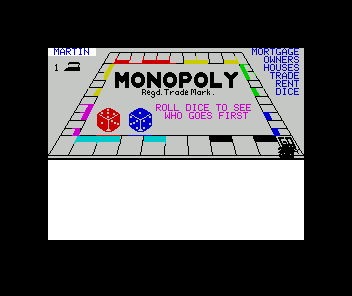 MARTIN
1
MORTGAGE
OWNERS
HOUSES
TRADE
RENT
DICE
MONOPOLY
Regd. Trade Mark.
ROLL DICE TO SEE
WHO GOES FIRST